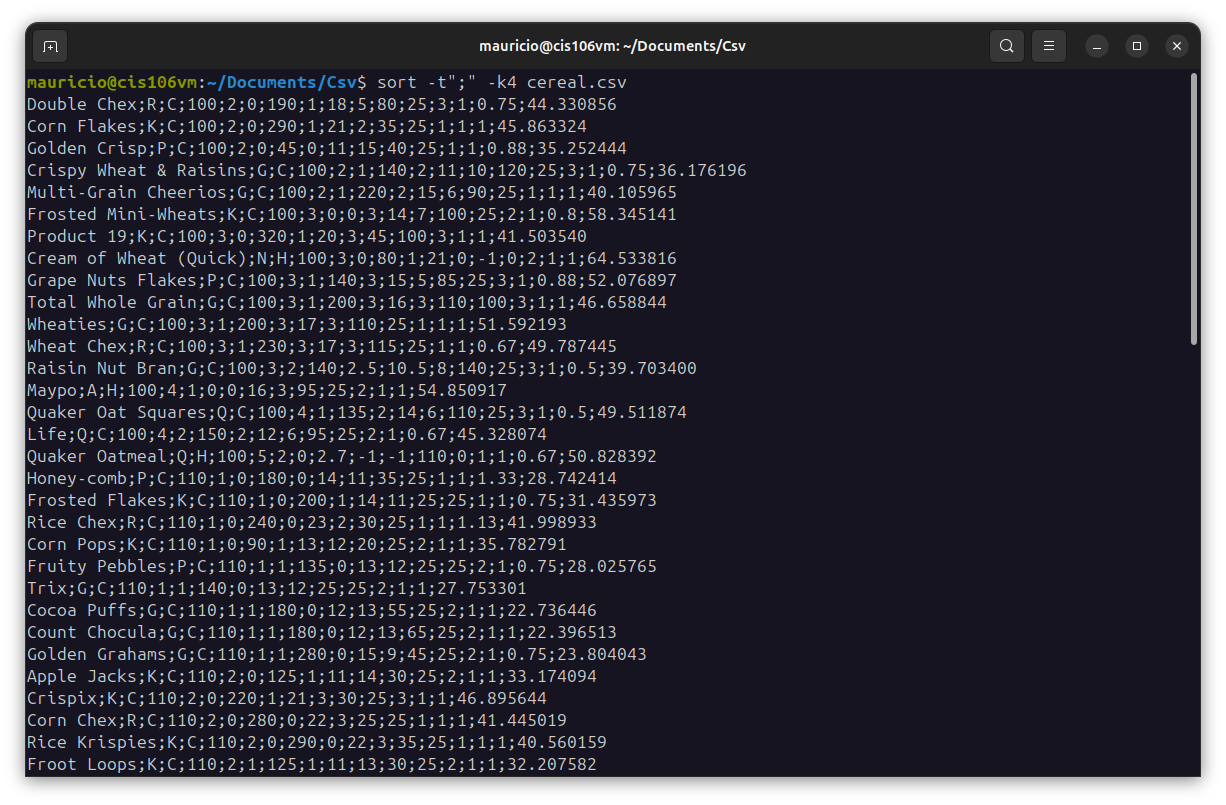 mauricio@cis106vm: ~/Documents/Csv
mauricio@cis106vm:~/Documents/Csv$ sort -t";" -k4 cereal.csv
Double Chex;R;C;100;2;0;190;1;18;5;80;25;3;1;0.75;44.330856
Corn Flakes;K;C;100;2;0;290;1;21;2;35;25;1;1;1;45.863324
Golden Crisp;P;C;100;2;0;45;0;11;15;40;25;1;1;0.88;35.252444
Crispy Wheat & Raisins;G;C;100;2;1;140;2;11;10;120;25;3;1;0.75;36.176196
Multi-Grain Cheerios;G;C;100;2;1;220;2;15;6;90;25;1;1;1;40.105965
Frosted Mini-Wheats;K;C;100;3;0;0;3;14;7;100;25;2;1;0.8;58.345141
Product 19;K;C;100;3;0;320;1;20;3;45;100;3;1;1;41.503540
Cream of Wheat (Quick);N;H;100;3;0;80;1;21;0;-1;0;2;1;1;64.533816
Grape Nuts Flakes;P;C;100;3;1;140;3;15;5;85;25;3;1;0.88;52.076897
Total Whole Grain;G;C;100;3;1;200;3;16;3;110;100;3;1;1;46.658844
Wheaties;G;C;100;3;1;200;3;17;3;110;25;1;1;1;51.592193
Wheat Chex;R;C;100;3;1;230;3;17;3;115;25;1;1;0.67;49.787445
Raisin Nut Bran;G;C;100;3;2;140;2.5;10.5;8;140;25;3;1;0.5;39.703400
Maypo;A;H;100;4;1;0;0;16;3;95;25;2;1;1;54.850917
Quaker Oat Squares;Q;C;100;4;1;135;2;14;6;110;25;3;1;0.5;49.511874
Life;Q;C;100;4;2;150;2;12;6;95;25;2;1;0.67;45.328074
Quaker Oatmeal;Q;H;100;5;2;0;2.7;-1;-1;110;0;1;1;0.67;50.828392
Honey-comb;P;C;110;1;0;180;0;14;11;35;25;1;1;1.33;28.742414
Frosted Flakes;K;C;110;1;0;200;1;14;11;25;25;1;1;0.75;31.435973
Rice Chex;R;C;110;1;0;240;0;23;2;30;25;1;1;1.13;41.998933
Corn Pops;K;C;110;1;0;90;1;13;12;20;25;2;1;1;35.782791
Fruity Pebbles;P;C;110;1;1;135;0;13;12;25;25;2;1;0.75;28.025765
Trix;G;C;110;1;1;140;0;13;12;25;25;2;1;1;27.753301
Cocoa Puffs;G;C;110;1;1;180;0;12;13;55;25;2;1;1;22.736446
Count Chocula;G;C;110;1;1;180;0;12;13;65;25;2;1;1;22.396513
Golden Grahams;G;C;110;1;1;280;0;15;9;45;25;2;1;0.75;23.804043
Apple Jacks;K;C;110;2;0;125;1;11;14;30;25;2;1;1;33.174094
Crispix;K;C;110;2;0;220;1;21;3;30;25;3;1;1;46.895644
Corn Chex;R;C;110;2;0;280;0;22;3;25;25;1;1;1;41.445019
Rice Krispies;K;C;110;2;0;290;0;22;3;35;25;1;1;1;40.560159
Froot Loops;K;C;110;2;1;125;1;11;13;30;25;2;1;1;32.207582